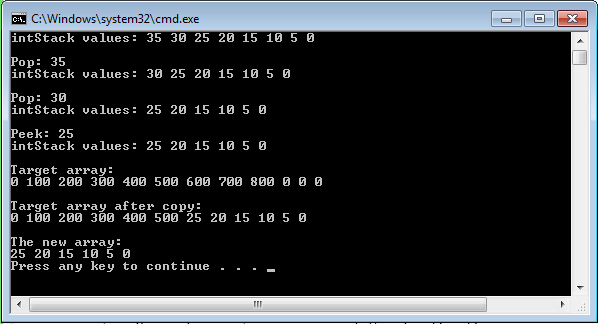 C:\Windows\system32\cmd.exe
intStack values: 35 30 25 20 15 10 5 0
Pop: 35
intStack values: 30 25 20 15 10 5 0
Pop: 30
intStack values: 25 20 15 10 5 0
Peek: 25
intStack values: 25 20 15 10 5 0
Target array:
0 100 200 300 400 500 600 700 800 0 0 0
Target array after copy:
0 100 200 300 400 500 25 20 15 10 5 0
The new array:
25 20 15 10 5 0
Press any key to continue . . . _